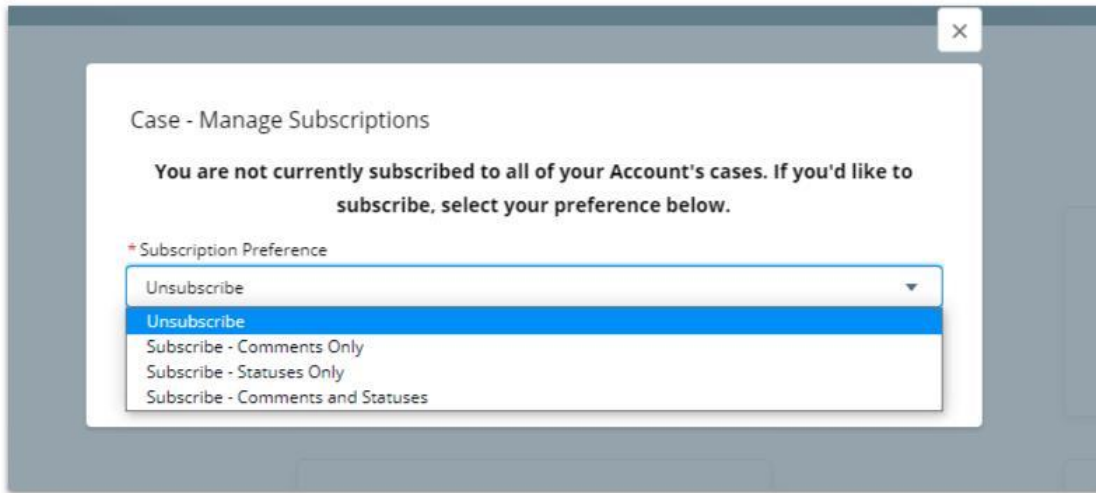 Case - Manage Subscriptions
You are not currently subscribed to all of your Account's cases. If you'd like to
subscribe, select your preference below.
* Subscription Preference
Unsubscribe
Unsubscribe
Subscribe - Comments Only
Subscribe - Statuses Only
Subscribe - Comments and Statuses